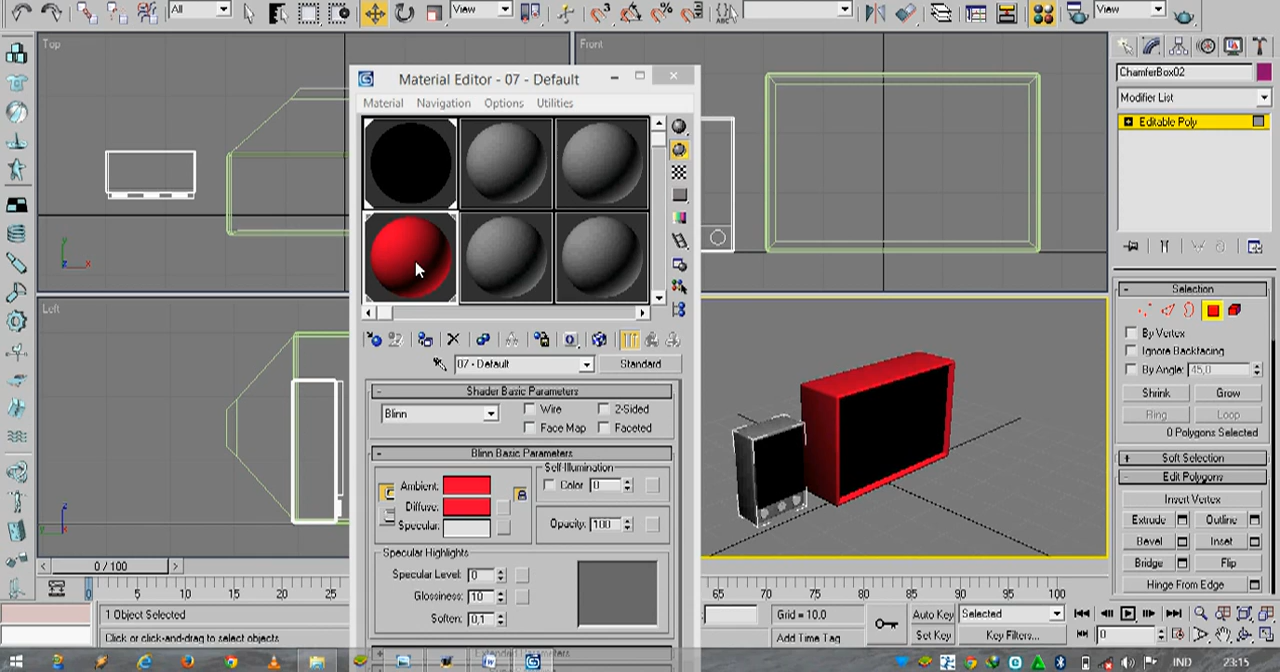 All
View
View
Top
Front
Left
Material Editor - 07 - Default
Material Navigation Options Utilities
07 - Default
Standard
Shader Basic Parameters
Blinn
Wire
2-Sided
Face Map
Faceted
Blinn Basic Parameters
Ambient:
Diffuse:
Specular:
Self-Illumination
Color 0
Opacity: 100
Specular Highlights
Specular Level: 0
Glossiness: 10
Soften: 0,1
Extended Parameters
ChamferBox02
Modifier List
Editable Poly
Selection
By Vertex
Ignore Backfacing
By Angle: 45,0
Shrink Grow
Ring Loop
0 Polygons Selected
Soft Selection
Edit Polygons
Insert Vertex
Extrude Outline
Bevel Inset
Bridge Flip
Hinge From Edge
0 / 100
0 5 10 15 20 25 65 70 75 80 85 90 95 100
1 Object Selected
Click or click-and-drag to select objects
Grid = 10,0
Add Time Tag
Auto Key Selected
Set Key Key Filters...
0
IND 23:15